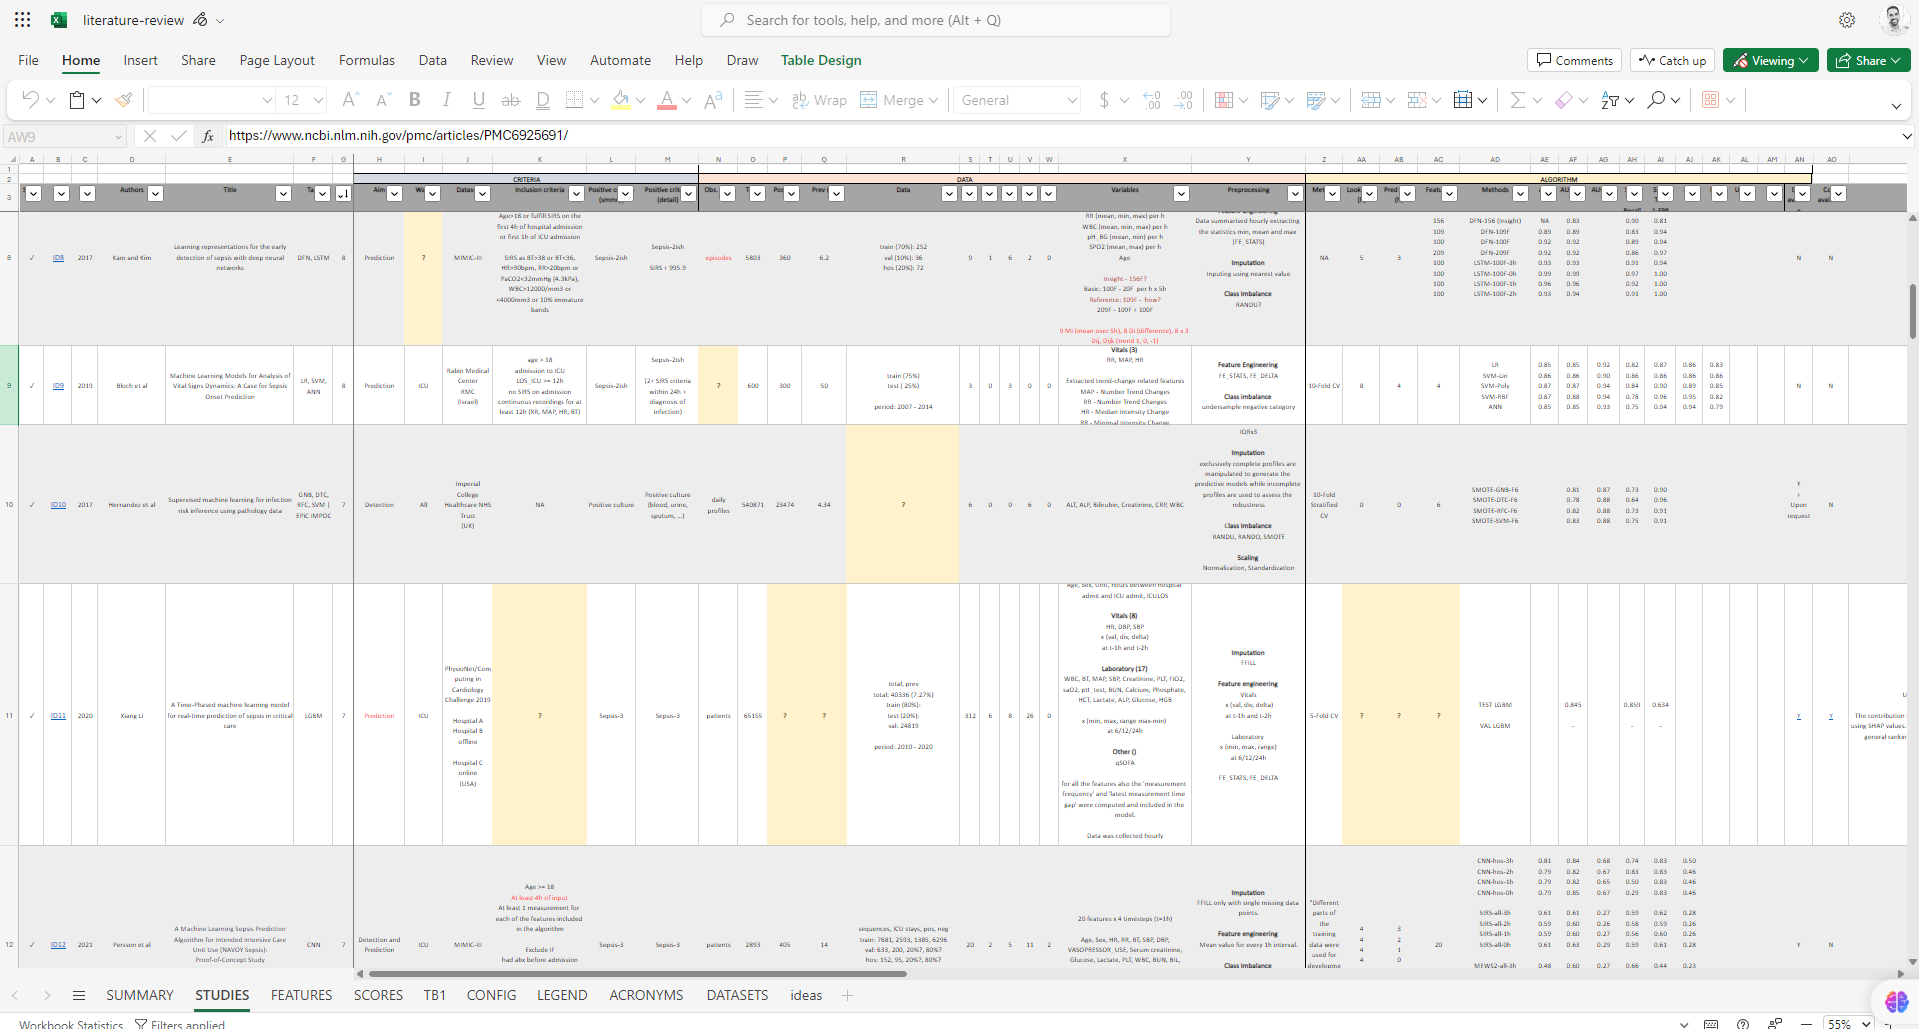 literature-review
Search for tools, help, and more (Alt + Q)
File Home Insert Share Page Layout Formulas Data Review View Automate Help Draw Table Design
Comments Catch up Viewing Share
12 Wrap Merge General
AW9 fx https://www.ncbi.nlm.nih.gov/pmc/articles/PMC6925691/
A B C D E F G H I J K L M N O P Q R S T U V W X Y Z AA AB AC AD AE AF AG AH AI AJ AK AL AM AN AO
1
2 CRITERIA DATA ALGORITHM
3 Authors Title Aim Inclusion criteria Positive crit (detail) Obs. Data Variables Preprocessing Methods
8 ✓ ID8 2017 Kam and Kim
Learning representations for the early
detection of sepsis with deep neural
networks
DFN, LSTM 8 Prediction ? MIMIC-III
Age>18 or fulfill SIRS on the
first 4h of hospital admission
or first 1h of ICU admission
SIRS as BT>38 or BT<36,
HR>90bpm, RR>20bpm or
PaCO2<32mmHg (4.3kPa),
WBC>12000/mm3 or
<4000mm3 or 10% immature
bands
Sepsis-2ish
Sepsis-2ish
SIRS + 995.9
episodes 5803 360 6.2
train (70%): 252
val (10%): 36
hos (20%): 72
9 1 6 2 0
RR (mean, min, max) per h
WBC (mean, min, max) per h
pH_BG (mean, min) per h
SPO2 (mean, max) per h
Age
Insight - 156F?
Basic: 100F - 20F per h x 5h
Reference: 109F - how?
209F - 109F + 100F
9 Mi (mean over 5h), 8 Di (difference), 8 x 3
Dij, Dijk (trend 1, 0, -1)
Feature Engineering
Data summarised hourly extracting
the statistics min, mean and max
(FE_STATS)
Imputation
Inputing using nearest value
Class Imbalance
RANDU?
NA 5 3
156 DFN-156 (Insight) NA 0.83 0.90 0.81
109 DFN-109F 0.89 0.89 0.83 0.94
100 DFN-100F 0.92 0.92 0.89 0.94
209 DFN-209F 0.92 0.92 0.86 0.97
100 LSTM-100F-3h 0.93 0.93 0.91 0.94
100 LSTM-100F-0h 0.99 0.99 0.97 1.00
100 LSTM-100F-1h 0.96 0.96 0.92 1.00
100 LSTM-100F-2h 0.93 0.94 0.91 1.00
N N
9 ✓ ID9 2019 Bloch et al
Machine Learning Models for Analysis of
Vital Signs Dynamics: A Case for Sepsis
Onset Prediction
LR, SVM,
ANN
8 Prediction ICU
Rabin Medical
Center
RMC
(Israel)
age > 18
admission to ICU
LOS_ICU >= 12h
no SIRS on admission
continuous recordings for at
least 12h (RR, MAP, HR, BT)
Sepsis-2ish
Sepsis-2ish
(2+ SIRS criteria
within 24h +
diagnosis of
infection)
? 600 300 50
train (75%)
test ( 25%)
period: 2007 - 2014
3 0 3 0 0
Vitals (3)
RR, MAP, HR
Extracted trend-change related features
MAP - Number Trend Changes
RR - Number Trend Changes
HR - Median Intensity Change
RR - Minimal Intensity Change
Feature Engineering
FE_STATS, FE_DELTA
Class imbalance
undersample negative category
10-Fold CV 8 4 4
LR 0.85 0.85 0.92 0.82 0.87 0.86 0.83
SVM-Lin 0.86 0.86 0.90 0.86 0.86 0.86 0.86
SVM-Poly 0.87 0.87 0.94 0.84 0.90 0.89 0.85
SVM-RBF 0.87 0.88 0.94 0.78 0.96 0.95 0.82
ANN 0.85 0.85 0.93 0.75 0.94 0.94 0.79
N N
10 ✓ ID10 2017 Hernandez et al
Supervised machine learning for infection
risk inference using pathology data
GNB, DTC,
RFC, SVM |
EPIC IMPOC
7 Detection All
Imperial
College
Healthcare NHS
Trust
(UK)
NA
Positive culture
Positive culture
(blood, urine,
sputum, ...)
daily
profiles
540871 23474 4.34 ?
6 0 0 6 0
ALT, ALP, Bilirubin, Creatinine, CRP, WBC
IQRx3
Imputation
exclusively complete profiles are
manipulated to generate the
predictive models while incomplete
profiles are used to assess the
robustness
Class Imbalance
RANDU, RANDO, SMOTE
Scaling
Normalization, Standardization
10-Fold
Stratified
CV
0 0 6
SMOTE-GNB-F6 0.81 0.87 0.73 0.90
SMOTE-DTC-F6 0.78 0.88 0.64 0.96
SMOTE-RFC-F6 0.82 0.88 0.73 0.91
SMOTE-SVM-F6 0.83 0.88 0.75 0.91
Y
Upon
request
N
11 ✓ ID11 2020 Xiang Li
A Time-Phased machine learning model
for real-time prediction of sepsis in critical
care
LGBM 7 Prediction ICU
PhysioNet/Com
puting in
Cardiology
Challenge 2019
Hospital A
Hospital B
offline
Hospital C
online
(USA)
? Sepsis-3 Sepsis-3 patients 65155 ? ?
total, prev
total: 40336 (7.27%)
train (80%):
test (20%):
val: 24819
period: 2010 - 2020
312 6 8 26 0
Age, Sex, Unit, hours between hospital
admit and ICU admit, ICULOS
Vitals (8)
HR, DBP, SBP
x (val, div, delta)
at t-1h and t-2h
Laboratory (17)
WBC, BT, MAP, SBP, Creatinine, PLT, FiO2,
saO2, ptt_test, BUN, Calcium, Phosphate,
HCT, Lactate, ALP, Glucose, HGB
x (min, max, range max-min)
at 6/12/24h
Other ()
qSOFA
for all the features also the 'measurement
frequency' and 'latest measurement time
gap' were computed and included in the
model.
Data was collected hourly
Imputation
FFILL
Feature engineering
Vitals
x (val, div, delta)
at t-1h and t-2h
Laboratory
x (min, max, range)
at 6/12/24h
FE_STATS, FE_DELTA
5-Fold CV ? ? ?
TEST LGBM 0.845 0.859 0.634
VAL LGBM - - -
Y Y
The contribution
using SHAP values.
general rankin
12 ✓ ID12 2021 Persson et al
A Machine Learning Sepsis Prediction
Algorithm for Intended Intensive Care
Unit Use (NAVOY Sepsis):
Proof-of-Concept Study
CNN 7
Detection and
Prediction
ICU MIMIC-III
Age >= 18
At least 4h of input
At least 1 measurement for
each of the features included
in the algorithm
Exclude IF
had abx before admission
Sepsis-3 Sepsis-3 patients 2893 405 14
sequences, ICU stays, pos, neg
train: 7681, 2593, 1385, 6296
val: 633, 200, 20%?, 80%?
hos: 152, 95, 20%?, 80%?
20 2 5 11 2
20 features x 4 timesteps (t=1h)
Age, Sex, HR, RR, BT, SBP, DBP,
VASOPRESSOR_USE, Serum creatinine,
Glucose, Lactate, PLT, WBC, BUN, BIL,
Imputation
FFILL only with single missing data
points.
Feature engineering
Mean value for every 1h interval.
Class Imbalance
"Different
parts of
the
training
data were
used for
developme
4 3
4 2
4 1
4 0
20
CNN-hos-3h 0.81 0.84 0.68 0.74 0.83 0.50
CNN-hos-2h 0.79 0.82 0.67 0.83 0.83 0.46
CNN-hos-1h 0.79 0.82 0.65 0.50 0.83 0.46
CNN-hos-0h 0.79 0.85 0.67 0.29 0.83 0.46
SIRS-all-3h 0.61 0.61 0.27 0.59 0.62 0.28
SIRS-all-2h 0.59 0.60 0.26 0.58 0.59 0.26
SIRS-all-1h 0.59 0.60 0.27 0.56 0.60 0.26
SIRS-all-0h 0.61 0.63 0.29 0.59 0.61 0.28
MEWS2-all-3h 0.48 0.60 0.27 0.66 0.44 0.23
Y N
SUMMARY STUDIES FEATURES SCORES TB1 CONFIG LEGEND ACRONYMS DATASETS ideas
Workbook Statistics Filters applied 55%